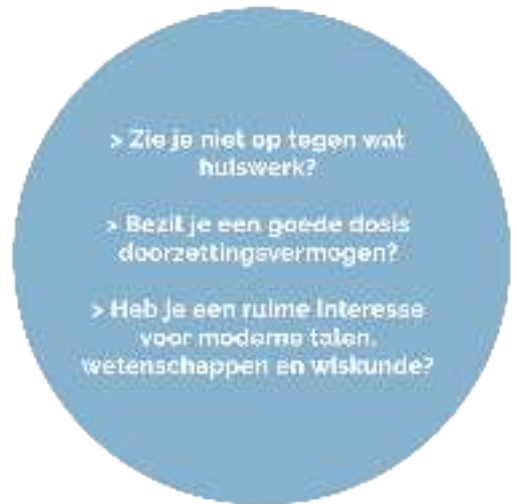 > Zie je niet op tegen wat
huiswerk?
> Bezit je een goede dosis
doorzettingsvermogen?
> Heb je een ruime interesse
voor moderne talen,
wetenschappen en wiskunde?